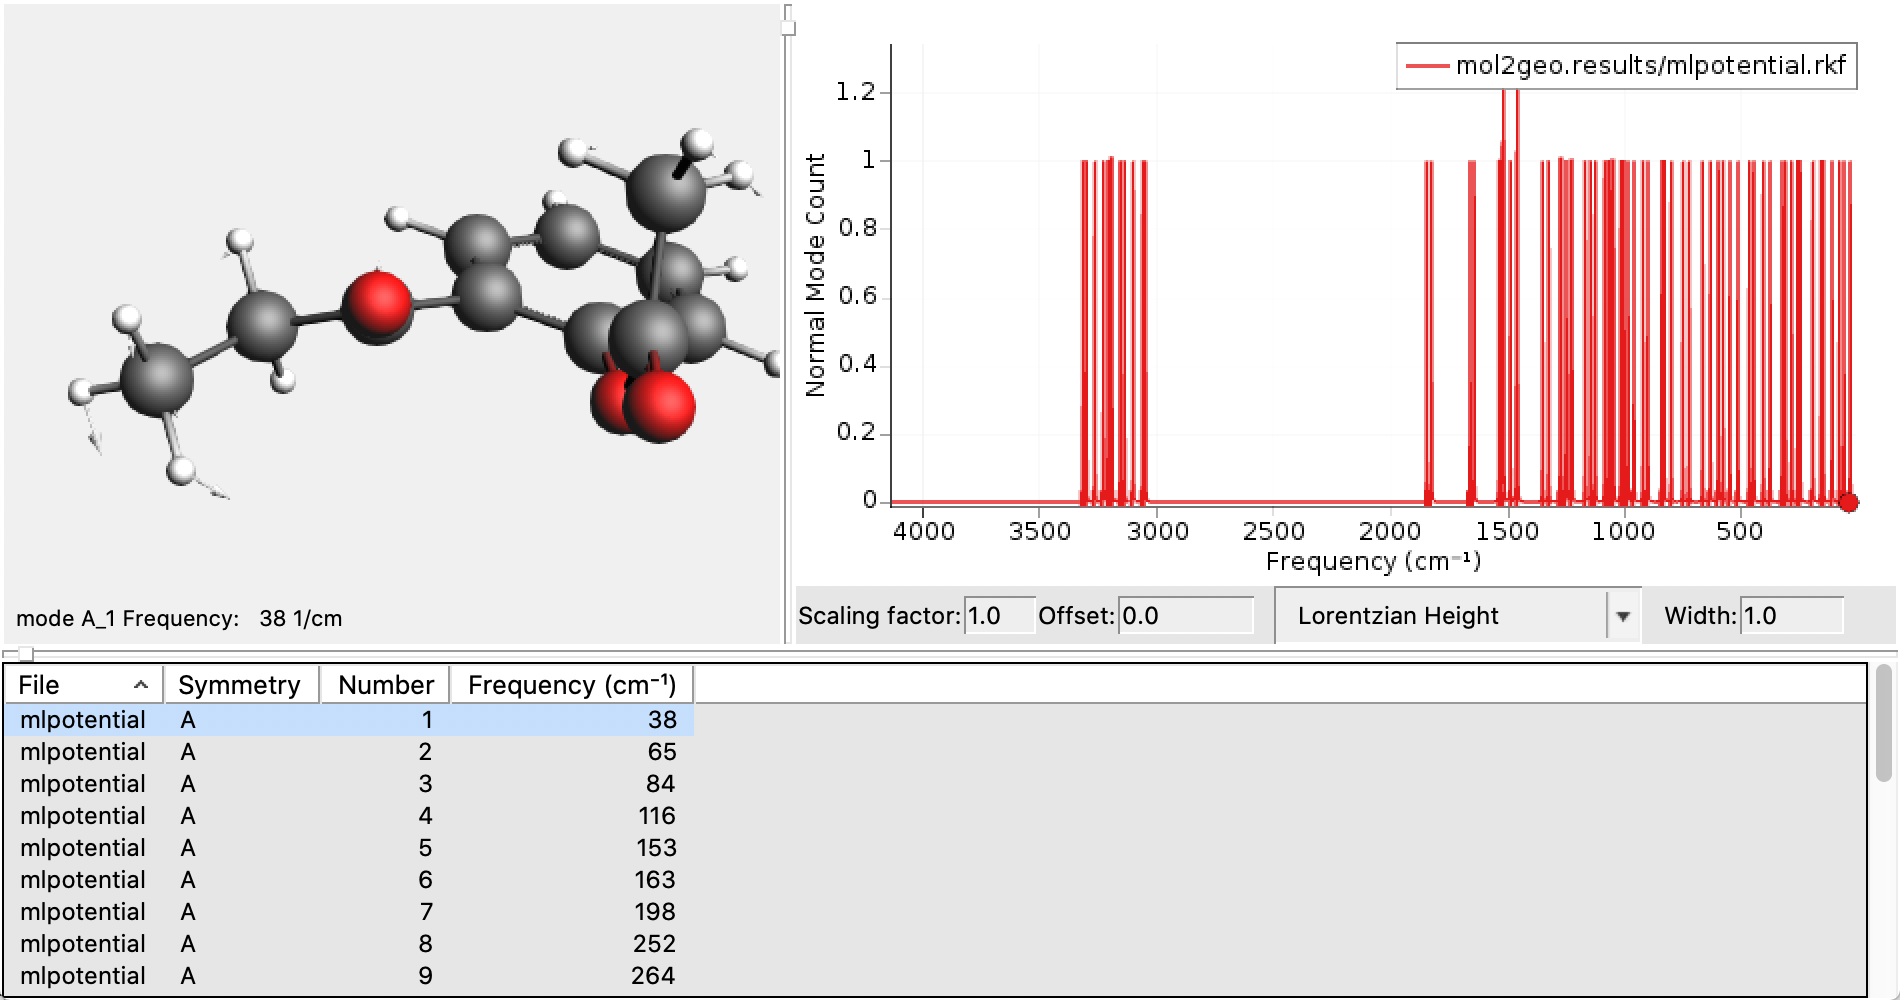 mol2geo.results/mlpotential.rkf
1.2
1
0.8
0.6
0.4
0.2
0
Normal Mode Count
4000 3500 3000 2500 2000 1500 1000 500
Frequency (cm⁻¹)
mode A_1 Frequency: 38 1/cm
Scaling factor: 1.0 Offset: 0.0 Lorentzian Height Width: 1.0
File Symmetry Number Frequency (cm⁻¹)
mlpotential A 1 38
mlpotential A 2 65
mlpotential A 3 84
mlpotential A 4 116
mlpotential A 5 153
mlpotential A 6 163
mlpotential A 7 198
mlpotential A 8 252
mlpotential A 9 264